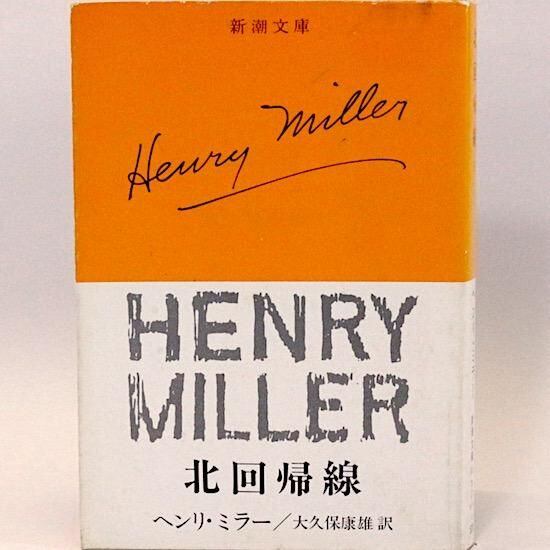 新潮文庫
Henry Miller
HENRY
MILLER
北回帰線
ヘンリ・ミラー／大久保康雄訳